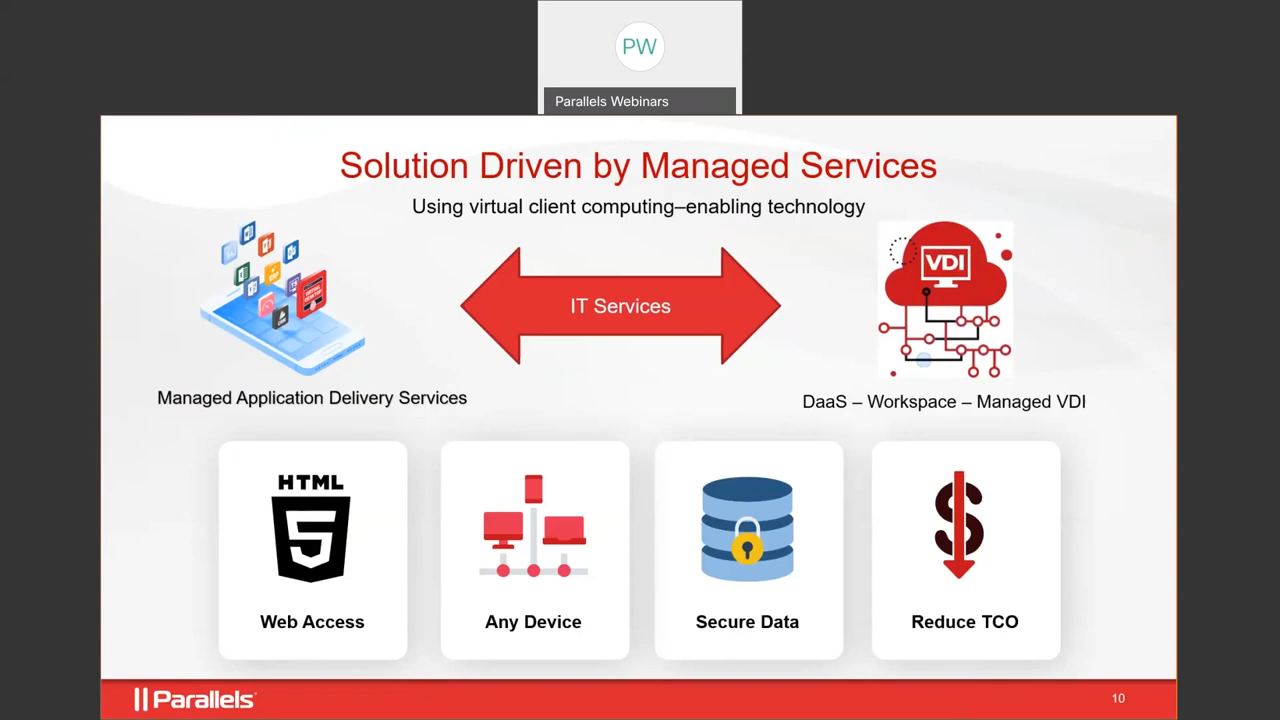 PW
Parallels Webinars
Solution Driven by Managed Services
Using virtual client computing–enabling technology
IT Services
VDI
Managed Application Delivery Services
DaaS – Workspace – Managed VDI
HTML
5
Web Access
Any Device
Secure Data
$
Reduce TCO
Parallels
10